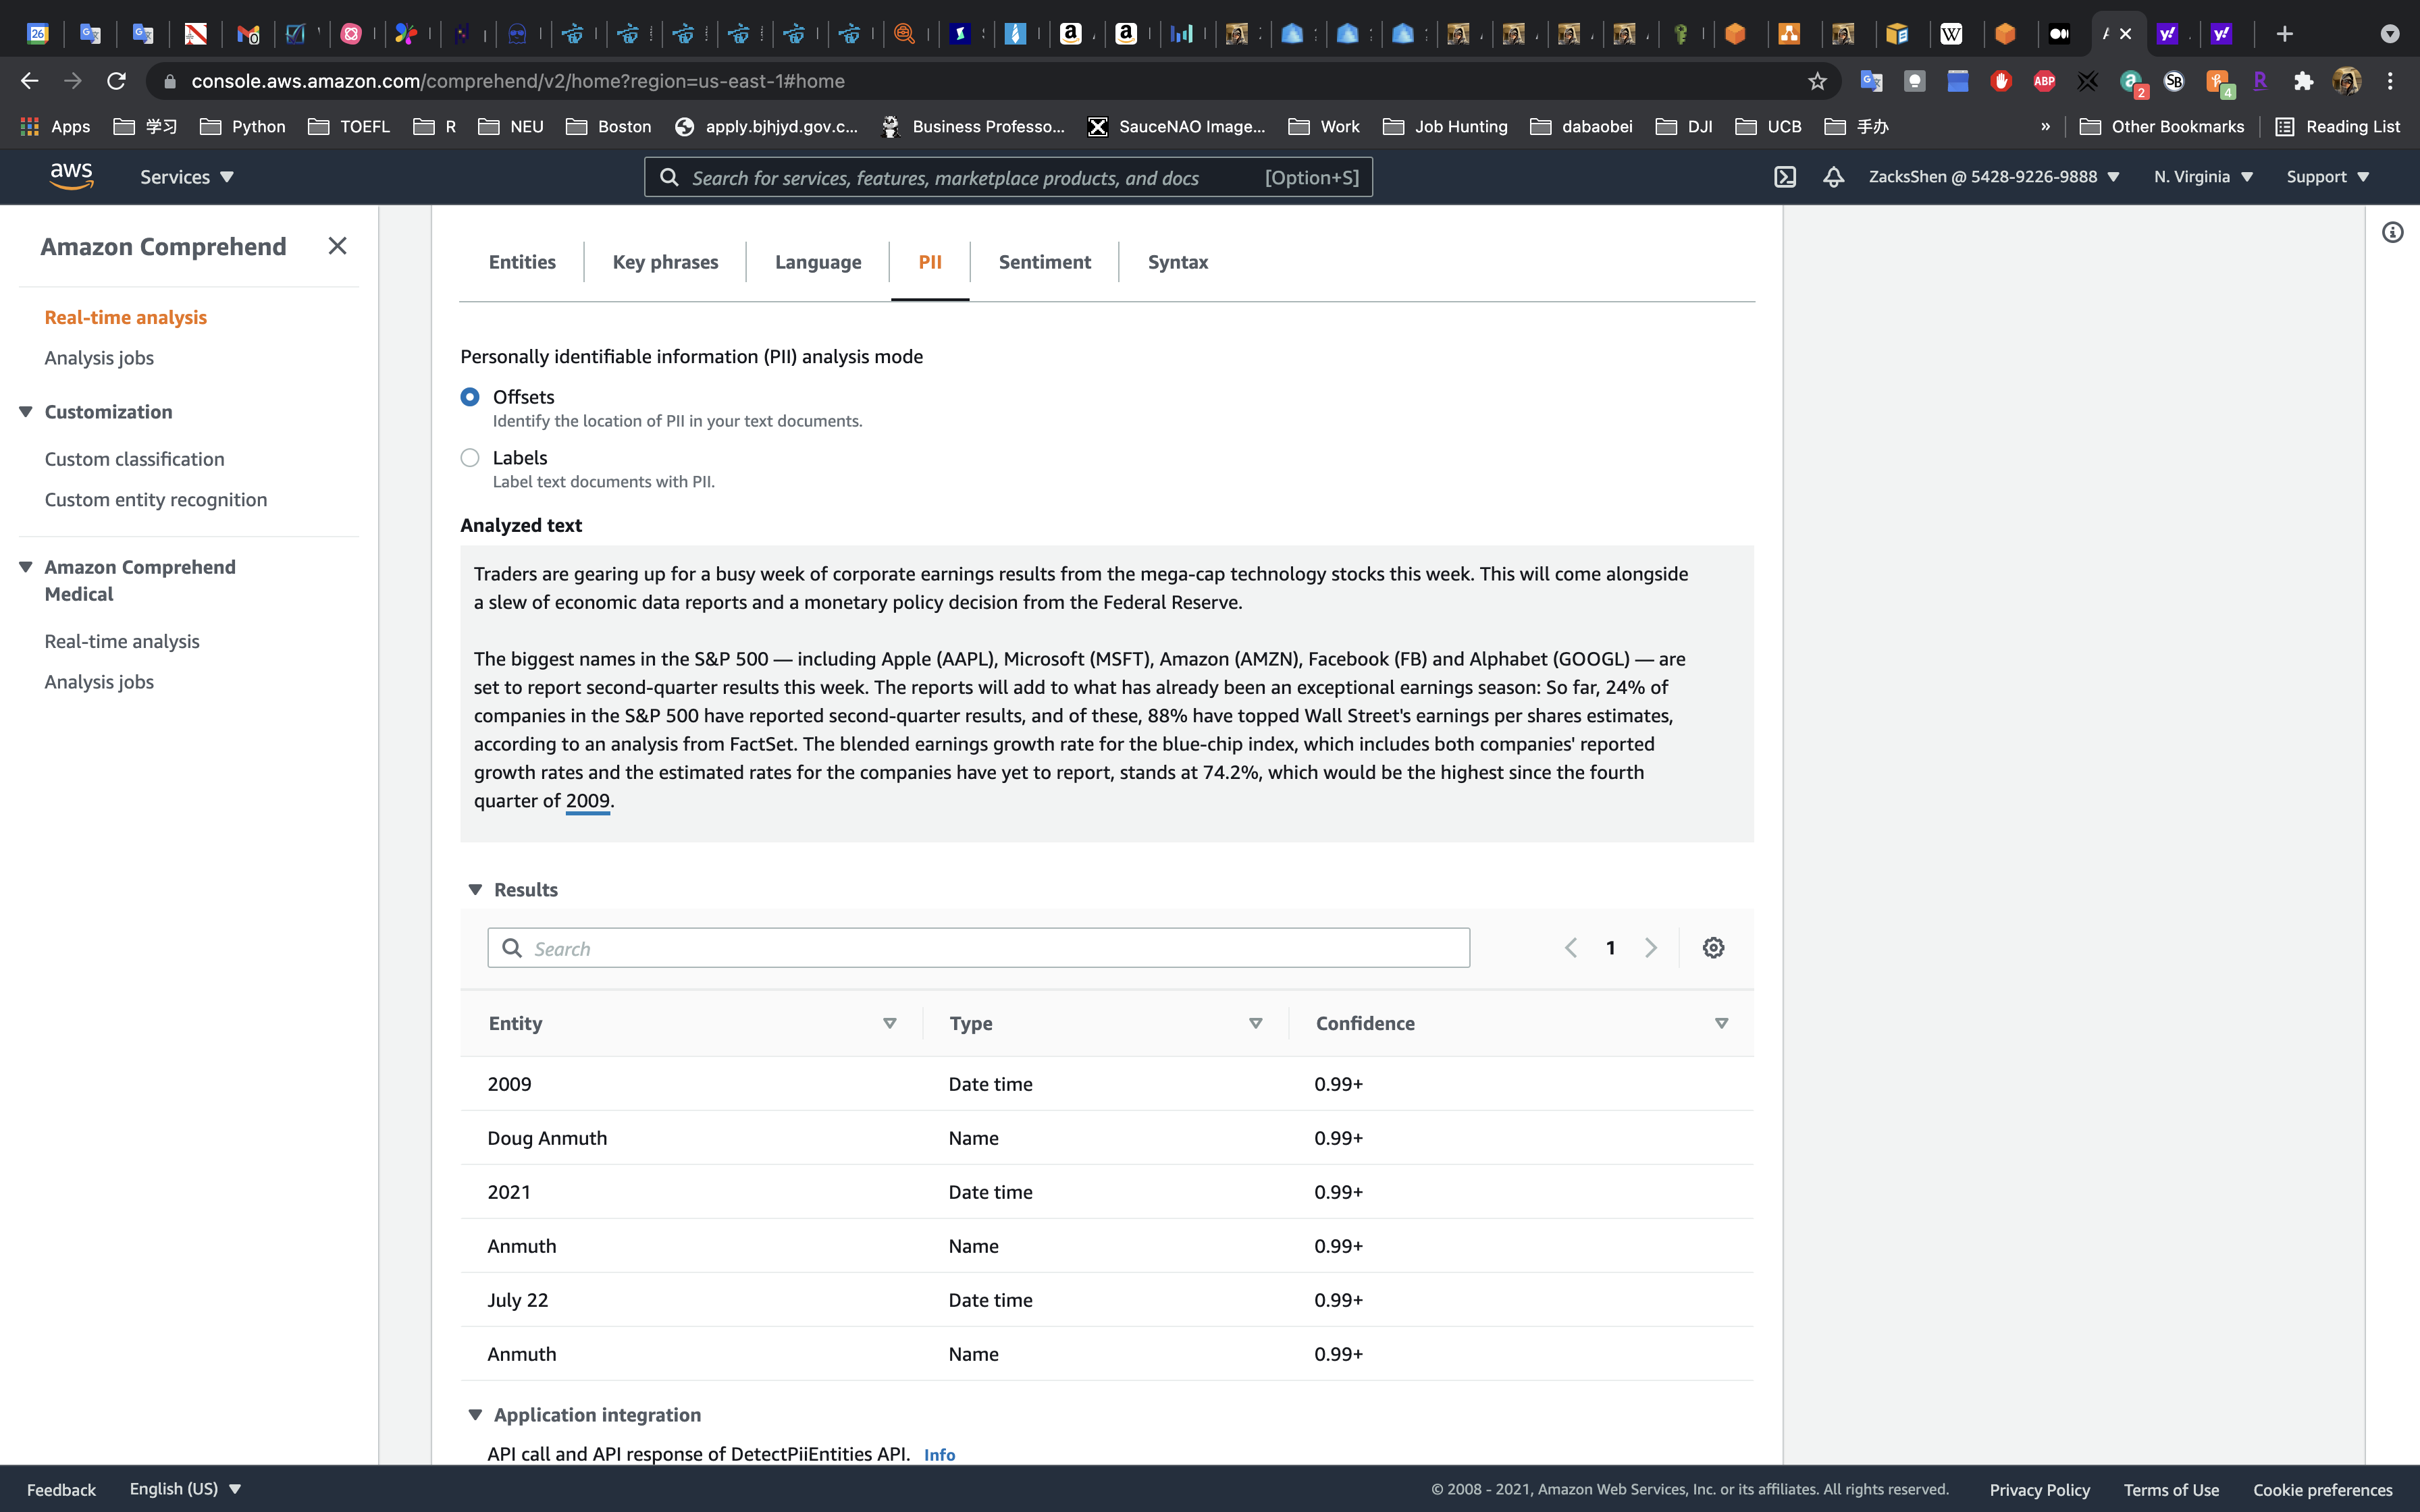 console.aws.amazon.com/comprehend/v2/home?region=us-east-1#home
ABP
SB
2
4
Apps
学习
Python
TOEFL
R
NEU
Boston
apply.bjhjyd.gov.c...
Business Professo...
SauceNAO Image...
Work
Job Hunting
dabaobei
DJI
UCB
手办
»
Other Bookmarks
Reading List
aws
Services
Search for services, features, marketplace products, and docs
[Option+S]
ZacksShen @ 5428-9226-9888
N. Virginia
Support
Amazon Comprehend
Real-time analysis
Analysis jobs
Customization
Custom classification
Custom entity recognition
Amazon Comprehend
Medical
Real-time analysis
Analysis jobs
Entities
Key phrases
Language
PII
Sentiment
Syntax
Personally identifiable information (PII) analysis mode
Offsets
Identify the location of PII in your text documents.
Labels
Label text documents with PII.
Analyzed text
Traders are gearing up for a busy week of corporate earnings results from the mega-cap technology stocks this week. This will come alongside
a slew of economic data reports and a monetary policy decision from the Federal Reserve.
The biggest names in the S&P 500 — including Apple (AAPL), Microsoft (MSFT), Amazon (AMZN), Facebook (FB) and Alphabet (GOOGL) — are
set to report second-quarter results this week. The reports will add to what has already been an exceptional earnings season: So far, 24% of
companies in the S&P 500 have reported second-quarter results, and of these, 88% have topped Wall Street's earnings per shares estimates,
according to an analysis from FactSet. The blended earnings growth rate for the blue-chip index, which includes both companies' reported
growth rates and the estimated rates for the companies have yet to report, stands at 74.2%, which would be the highest since the fourth
quarter of 2009.
Results
Search
1
Entity Type Confidence
2009 Date time 0.99+
Doug Anmuth Name 0.99+
2021 Date time 0.99+
Anmuth Name 0.99+
July 22 Date time 0.99+
Anmuth Name 0.99+
Application integration
API call and API response of DetectPiiEntities API. Info
Feedback
English (US)
© 2008 - 2021, Amazon Web Services, Inc. or its affiliates. All rights reserved.
Privacy Policy
Terms of Use
Cookie preferences